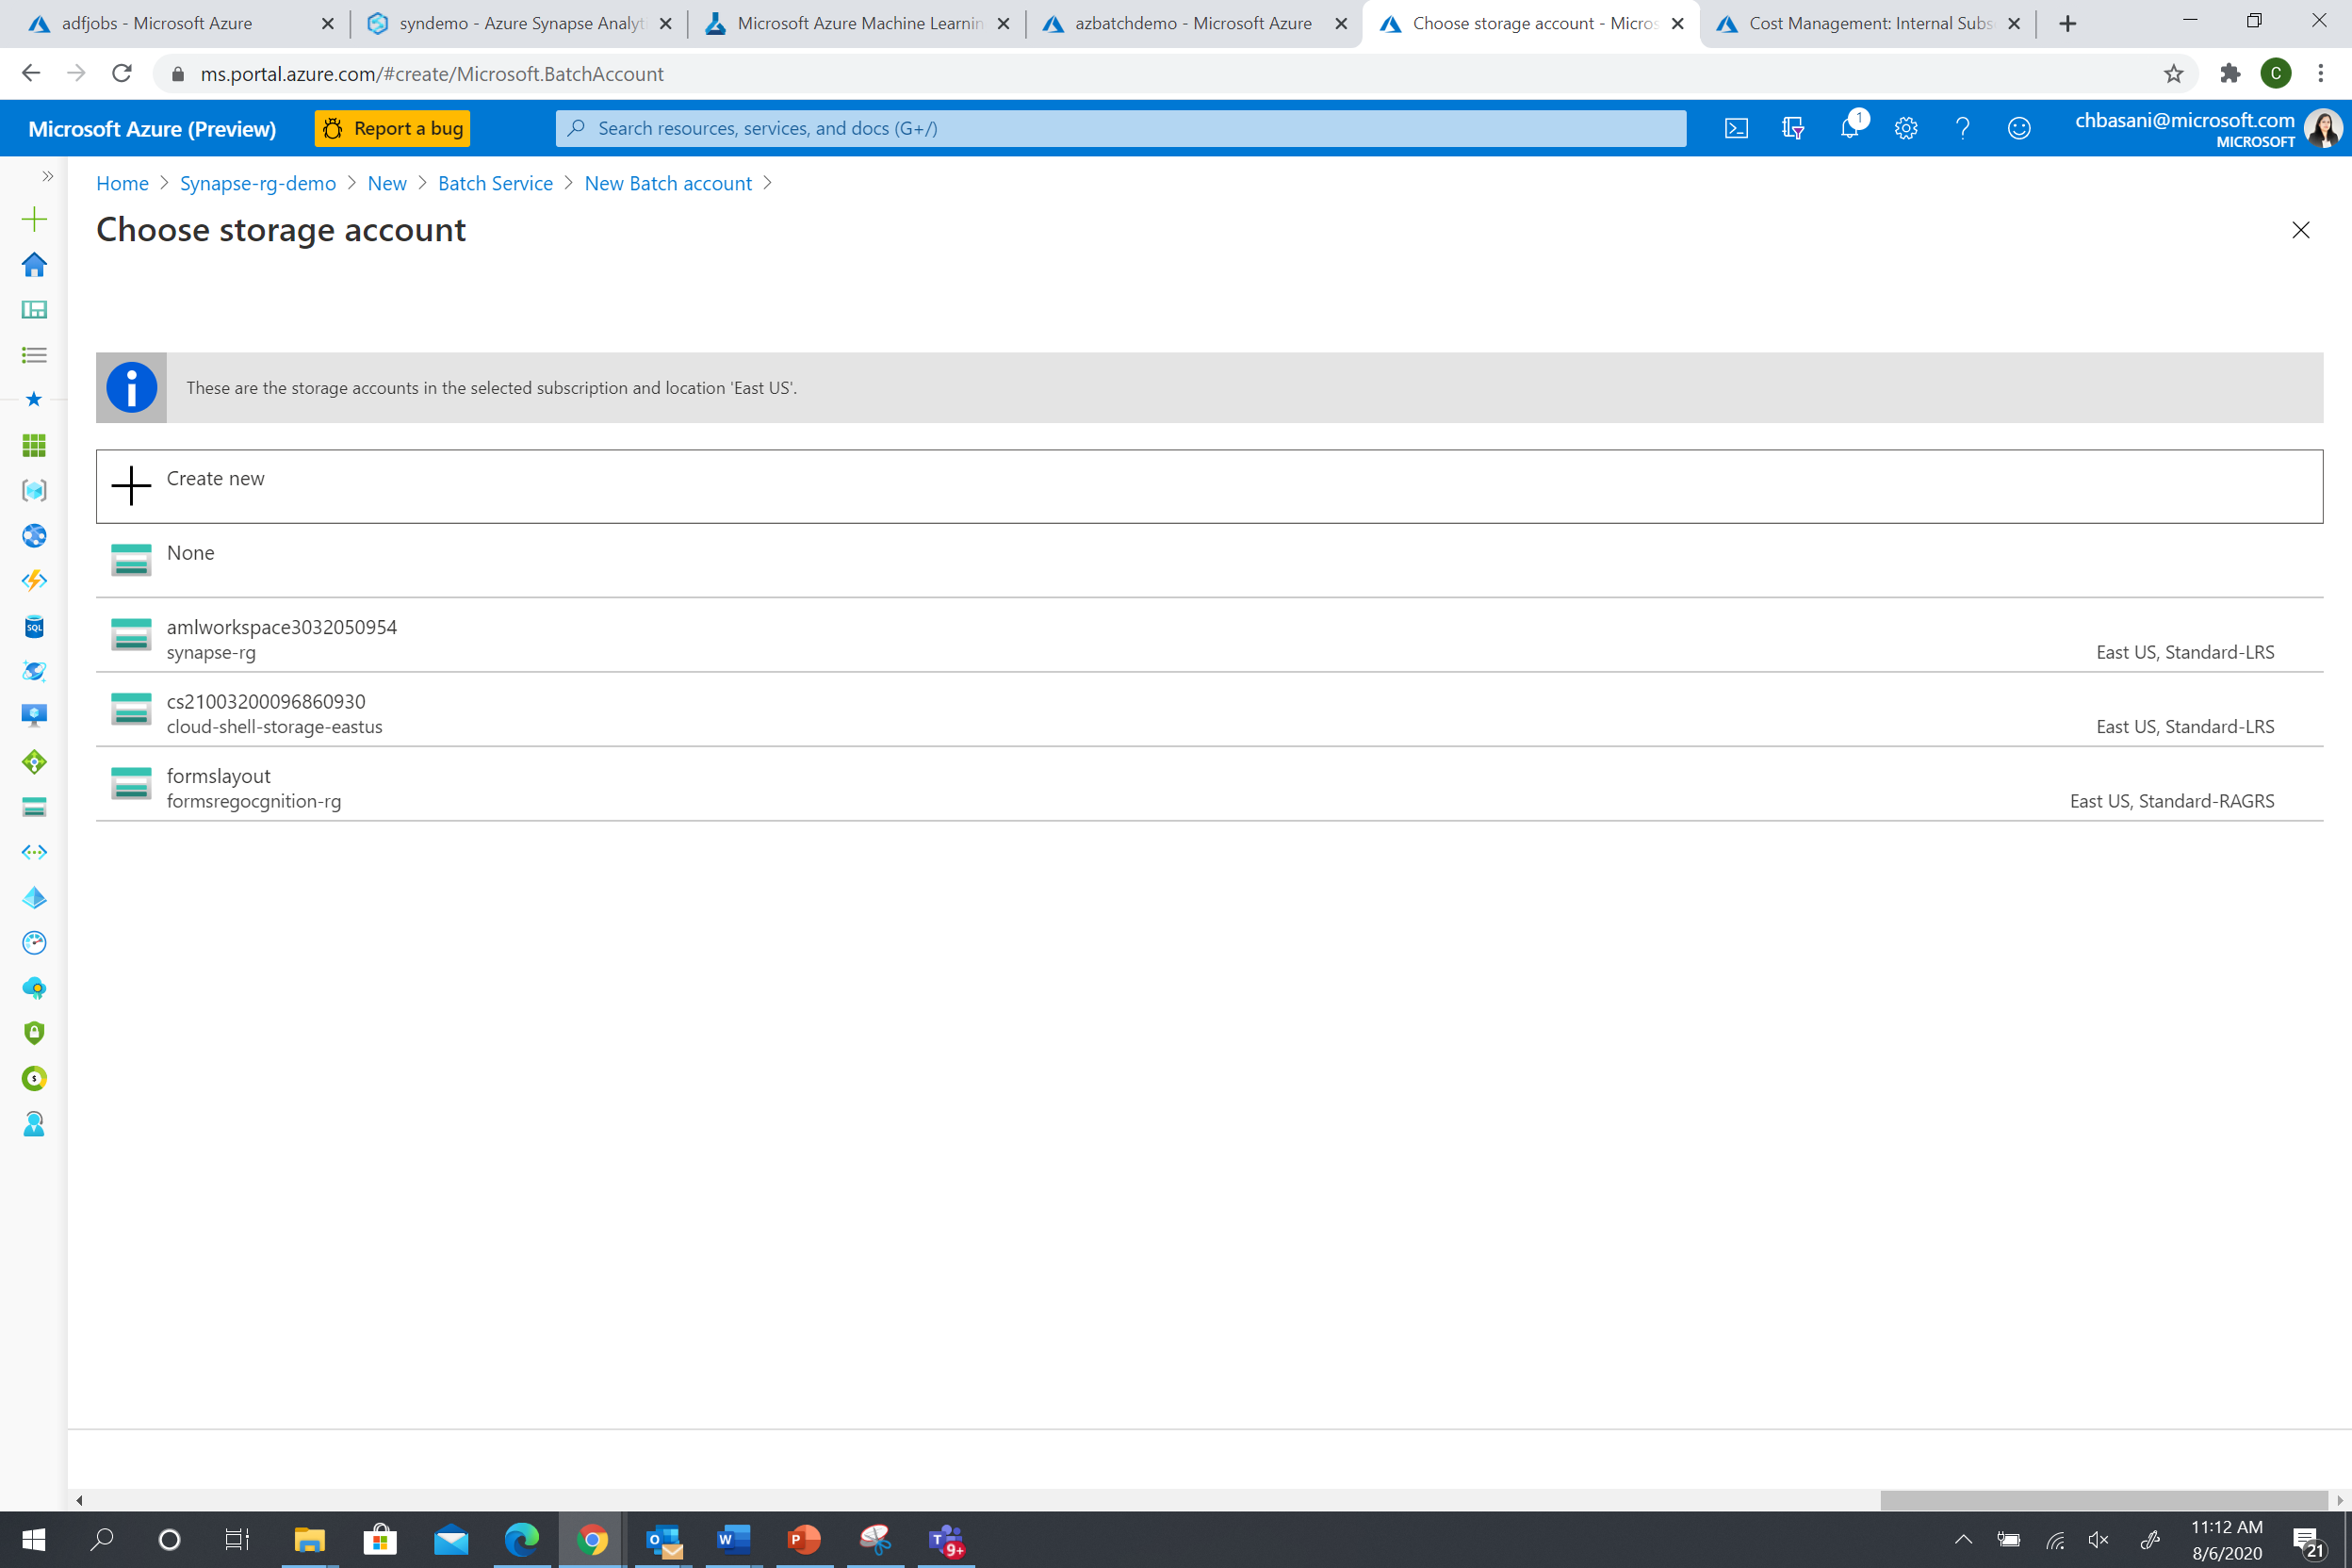 adfjobs - Microsoft Azure
syndemo - Azure Synapse Analyt
Microsoft Azure Machine Learnin
azbatchdemo - Microsoft Azure
Choose storage account - Micros
Cost Management: Internal Subs
ms.portal.azure.com/#create/Microsoft.BatchAccount
C
Microsoft Azure (Preview)
Report a bug
Search resources, services, and docs (G+/)
1
chbasani@microsoft.com
MICROSOFT
Home > Synapse-rg-demo > New > Batch Service > New Batch account >
Choose storage account
These are the storage accounts in the selected subscription and location 'East US'.
Create new
None
amlworkspace3032050954
synapse-rg
East US, Standard-LRS
cs21003200096860930
cloud-shell-storage-eastus
East US, Standard-LRS
formslayout
formsregocgnition-rg
East US, Standard-RAGRS
SQL
11:12 AM
8/6/2020
9+
21